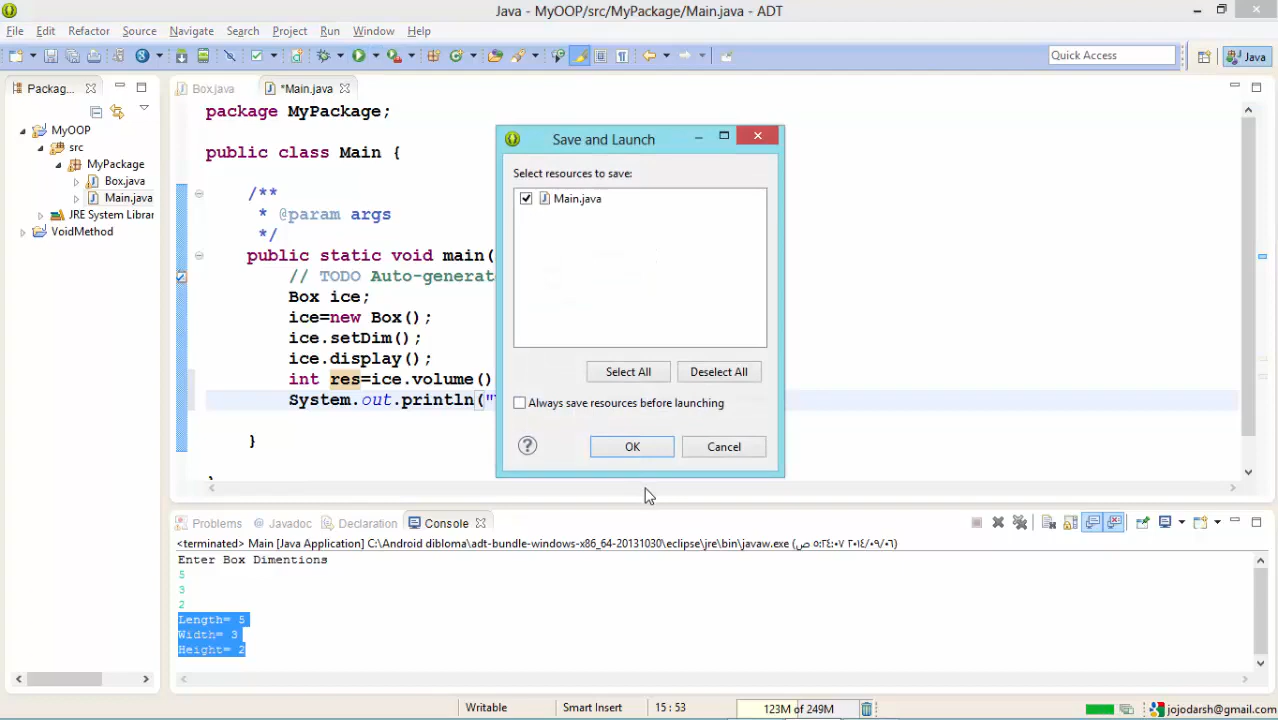 Java - MyOOP/src/MyPackage/Main.java - ADT
File Edit Refactor Source Navigate Search Project Run Window Help
Quick Access
Java
Packag...
Box.java
*Main.java
MyOOP
src
MyPackage
Box.java
Main.java
JRE System Librar
VoidMethod
package MyPackage;
public class Main {
/**
* @param args
*/
public static void main(
// TODO Auto-generat
Box ice;
ice=new Box();
ice.setDim();
ice.display();
int res=ice.volume()
System.out.println("
}
Save and Launch
Select resources to save:
Main.java
Select All
Deselect All
Always save resources before launching
OK
Cancel
Problems
@ Javadoc
Declaration
Console
<terminated> Main [Java Application] C:\Android dibloma\adt-bundle-windows-x86_64-20131030\eclipse\jre\bin\javaw.exe (٢٠١٤/٠٩/٠٦ ٠٥:٢٤:٠٧ ص)
Enter Box Dimentions
5
3
2
Length= 5
Width= 3
Height= 2
Writable
Smart Insert
15 : 53
123M of 249M
jojodarsh@gmail.com